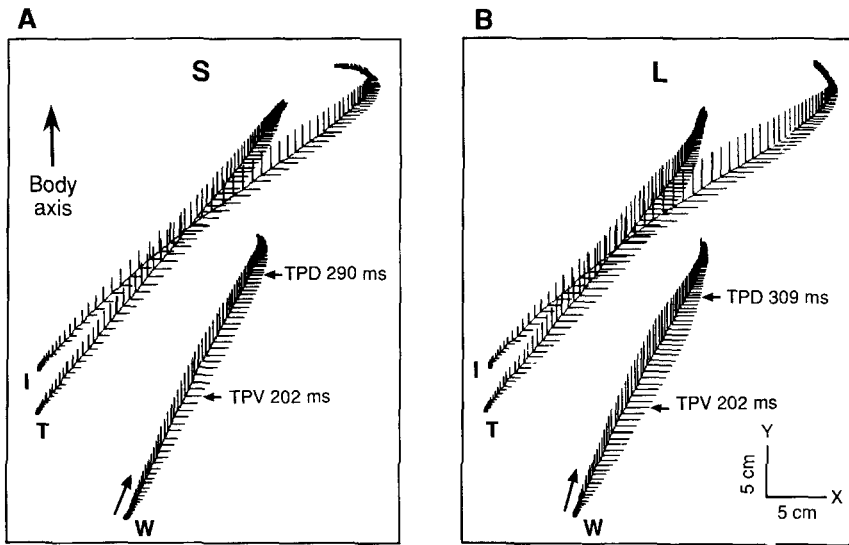 A
S
Body
axis
TPD 290 ms
I
T
TPV 202 ms
W
B
L
TPD 309 ms
I
T
TPV 202 ms
W
Y
5 cm
X
5 cm